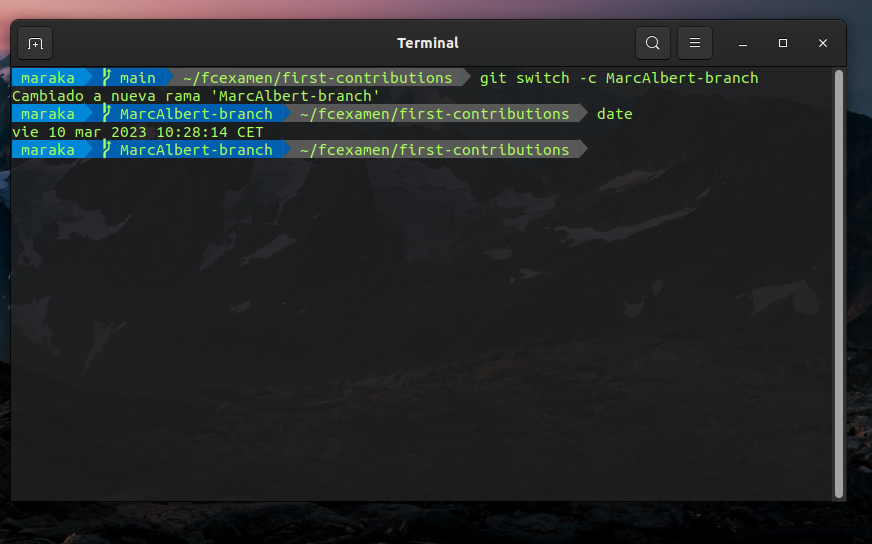 Terminal
maraka main ~/fcexamen/first-contributions git switch -c MarcAlbert-branch
Cambiado a nueva rama 'MarcAlbert-branch'
maraka MarcAlbert-branch ~/fcexamen/first-contributions date
vie 10 mar 2023 10:28:14 CET
maraka MarcAlbert-branch ~/fcexamen/first-contributions